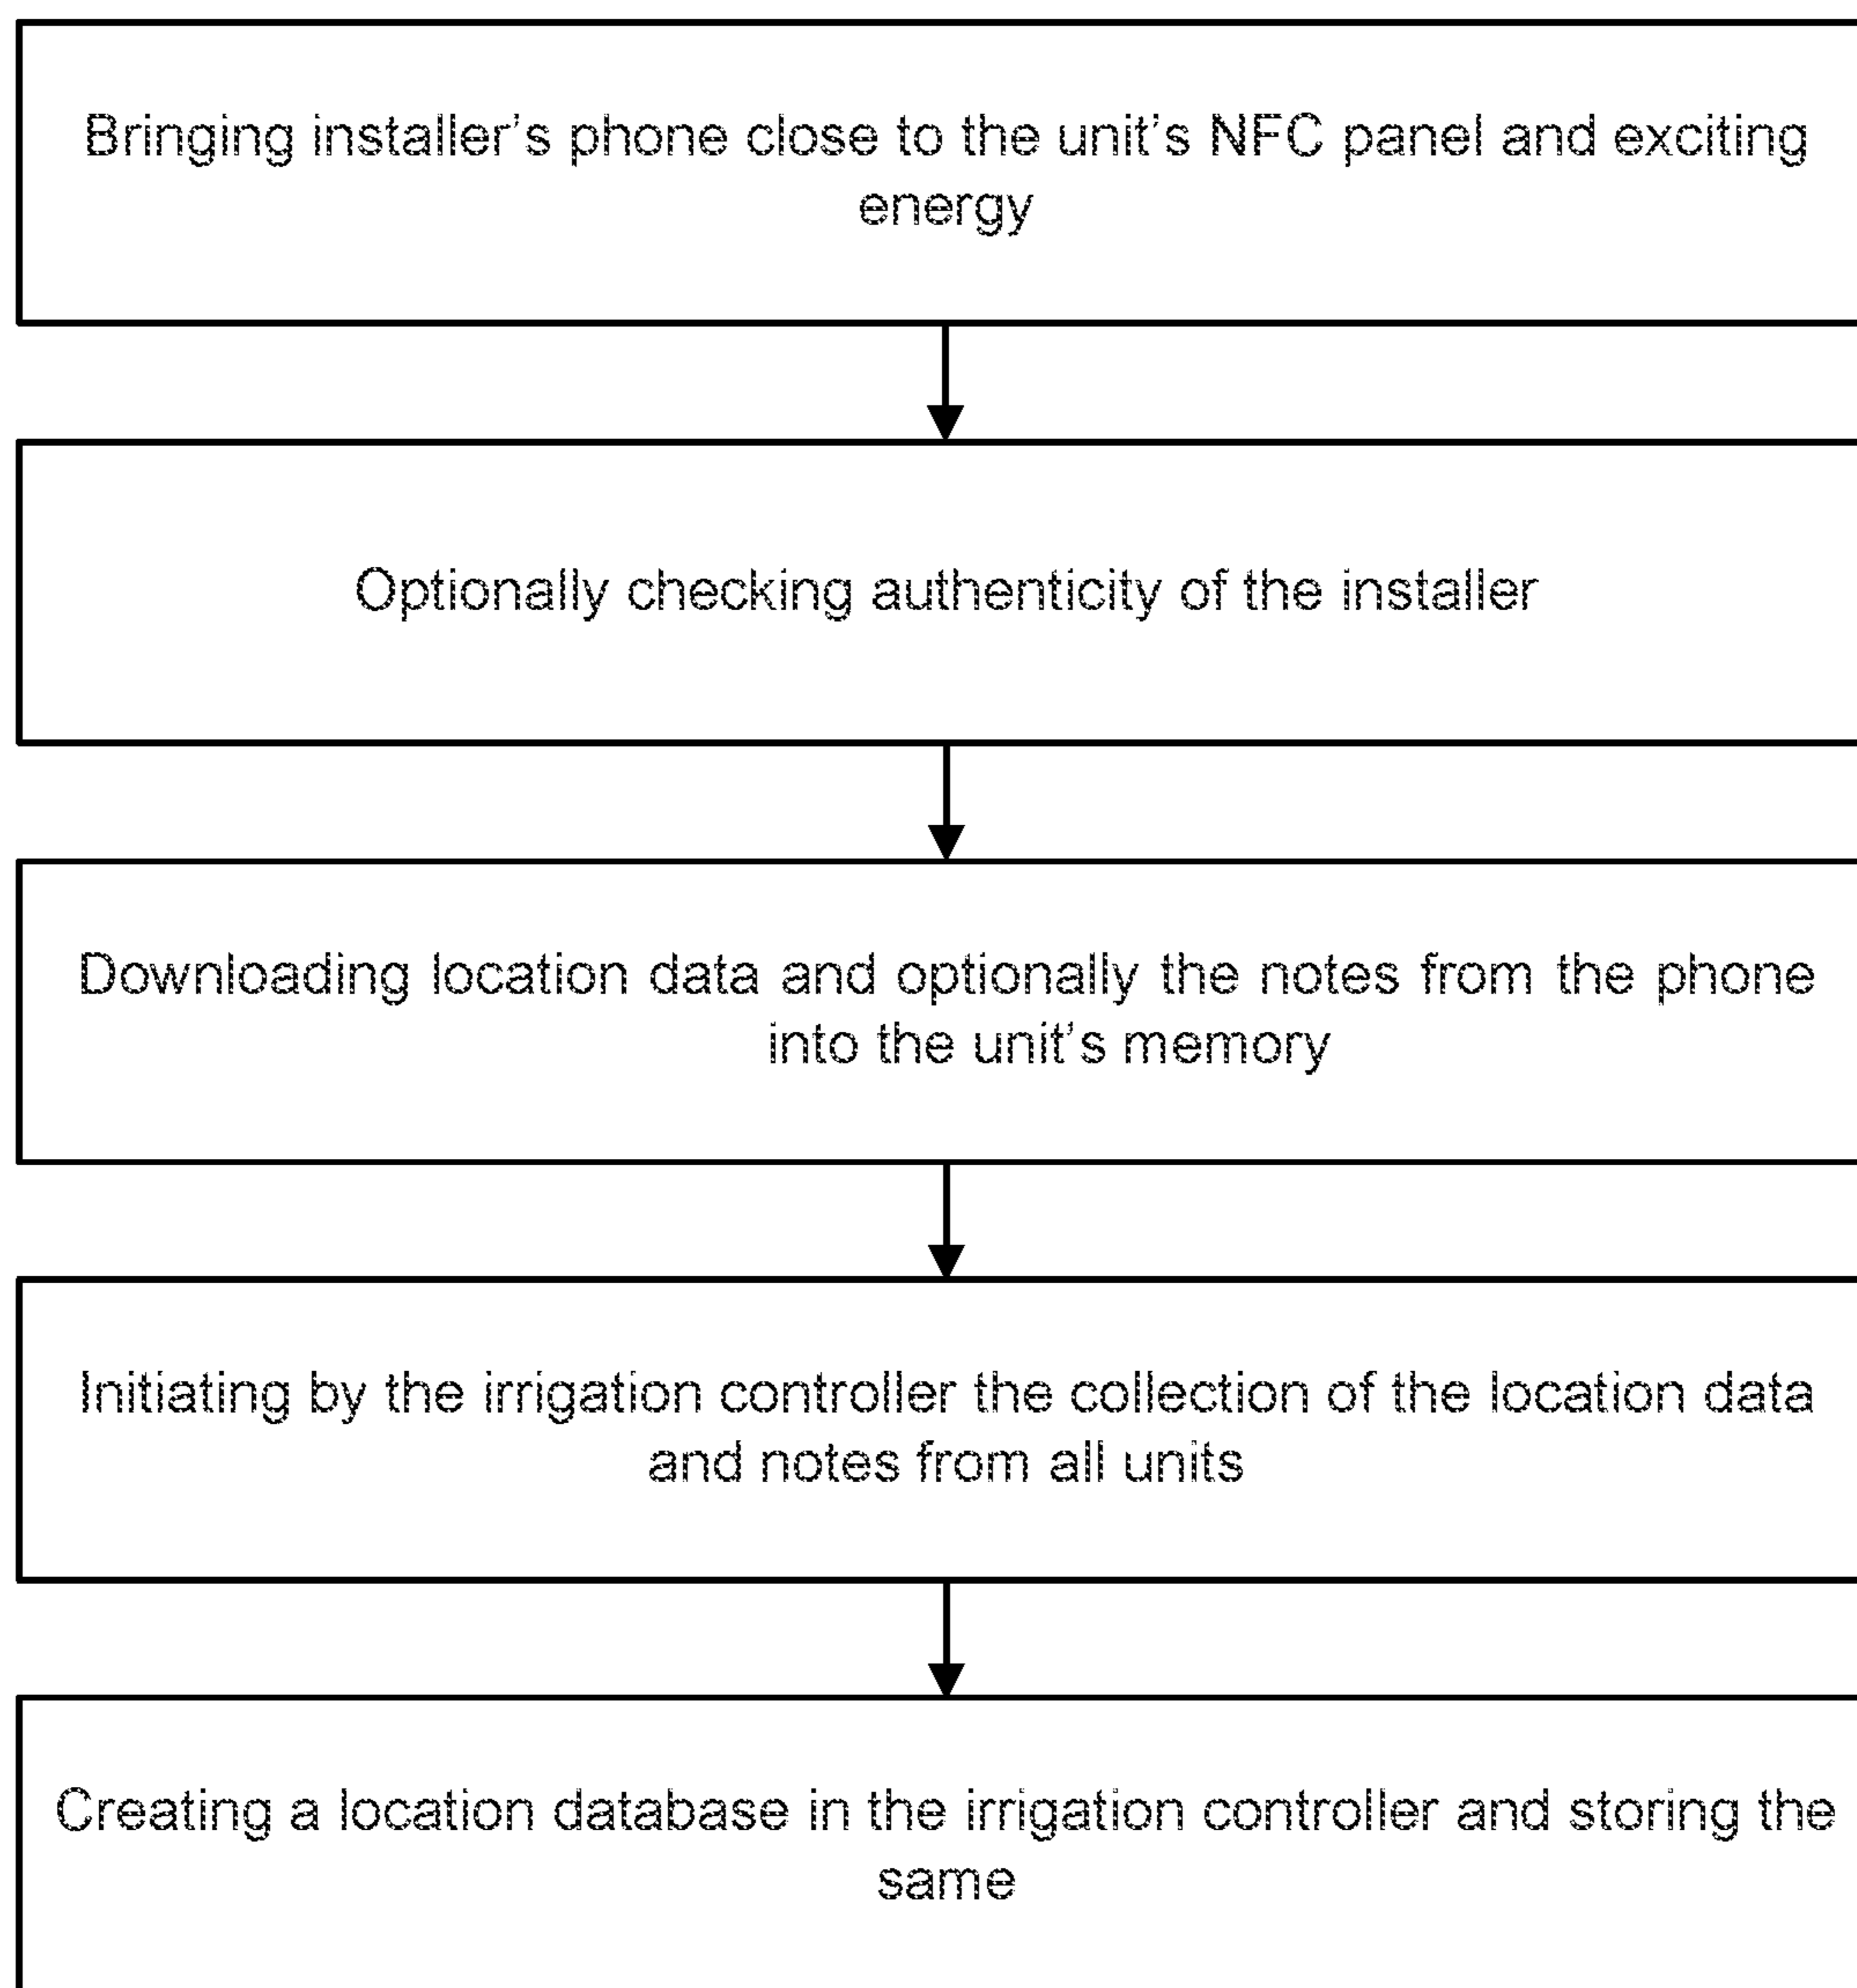 Bringing installer's phone close to the unit's NFC panel and exciting
energy
Optionally checking authenticity of the installer
Downloading location data and optionally the notes from the phone
into the unit's memory
Initiating by the irrigation controller the collection of the location data
and notes from all units
Creating a location database in the irrigation controller and storing the
same